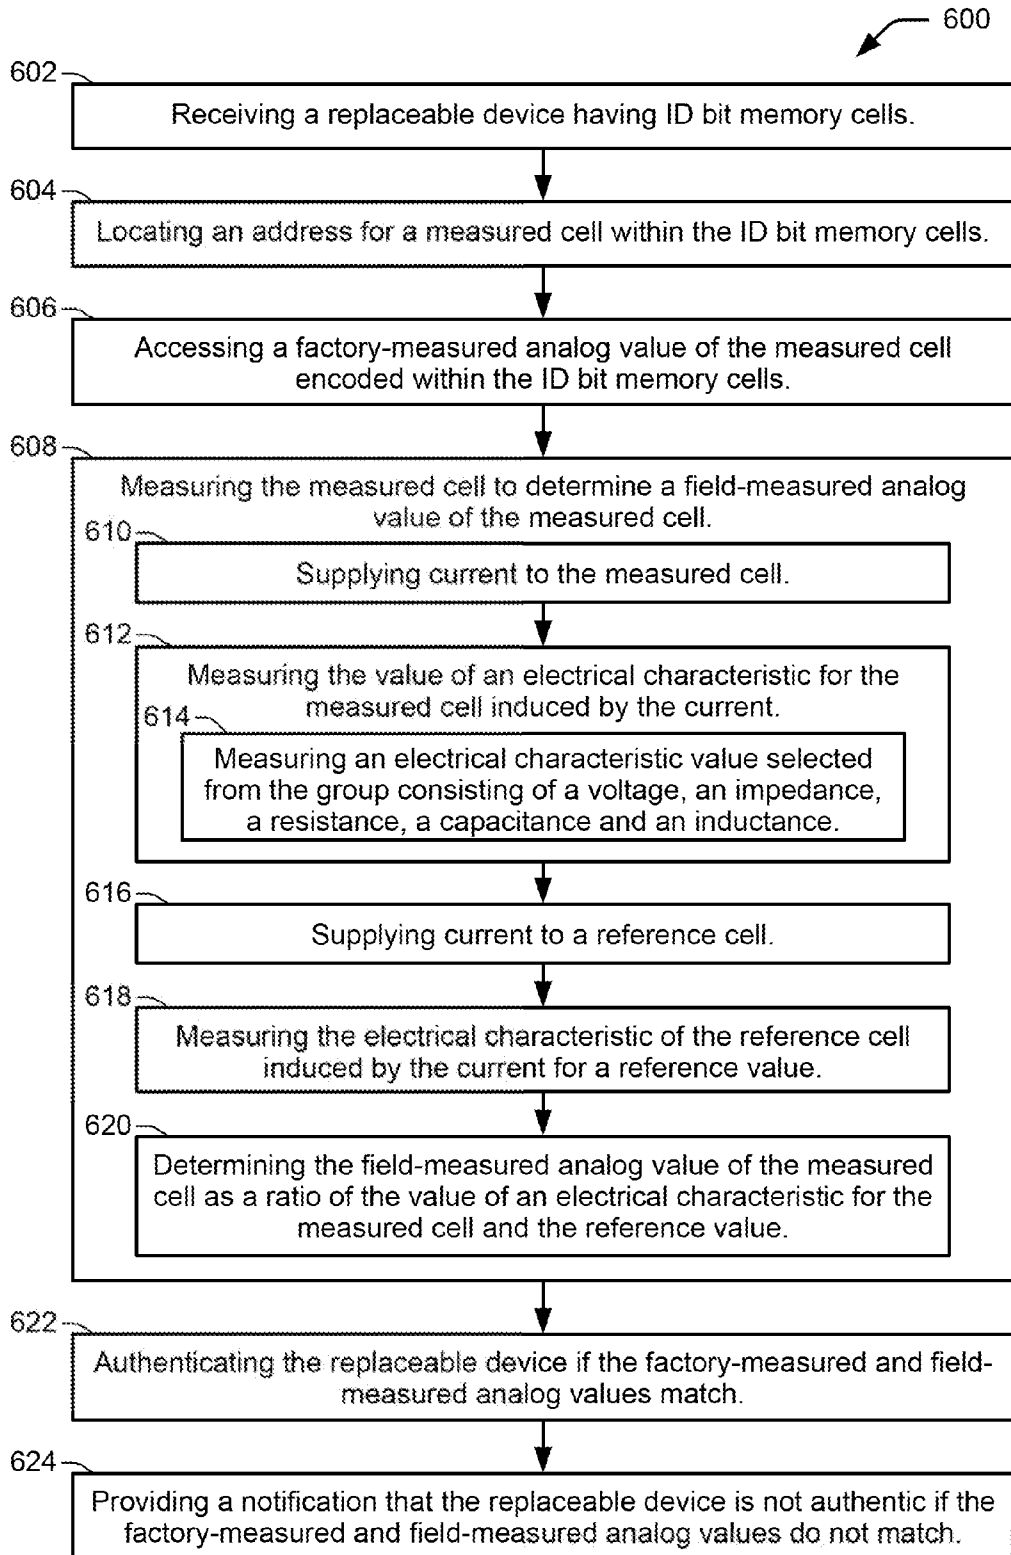 600
602
Receiving a replaceable device having ID bit memory cells.
604
Locating an address for a measured cell within the ID bit memory cells.
606
Accessing a factory-measured analog value of the measured cell
encoded within the ID bit memory cells.
608
Measuring the measured cell to determine a field-measured analog
value of the measured cell.
610
Supplying current to the measured cell.
612
Measuring the value of an electrical characteristic for the
measured cell induced by the current.
614
Measuring an electrical characteristic value selected
from the group consisting of a voltage, an impedance,
a resistance, a capacitance and an inductance.
616
Supplying current to a reference cell.
618
Measuring the electrical characteristic of the reference cell
induced by the current for a reference value.
620
Determining the field-measured analog value of the measured
cell as a ratio of the value of an electrical characteristic for the
measured cell and the reference value.
622
Authenticating the replaceable device if the factory-measured and field-
measured analog values match.
624
Providing a notification that the replaceable device is not authentic if the
factory-measured and field-measured analog values do not match.